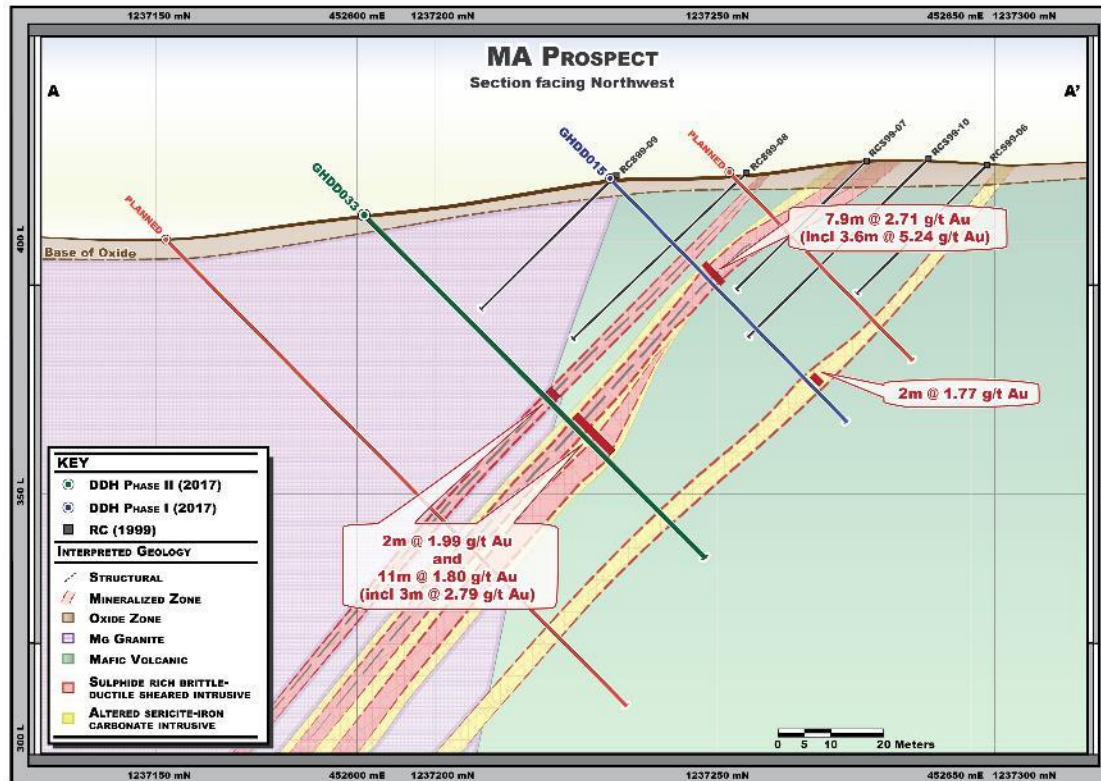 1237150 mN
452600 mE
1237200 mN
1237250 mN
452650 mE
1237300 mN
MA PROSPECT
Section facing Northwest
A
A'
PLANNED
GHDD033
GHDD015
RC899-09
PLANNED
RC899-08
RCS99-07
RCS99-10
RCS99-06
400 L
Base of Oxide
7.9m @ 2.71 g/t Au
(incl 3.6m @ 5.24 g/t Au)
2m @ 1.77 g/t Au
350 L
2m @ 1.99 g/t Au
and
11m @ 1.80 g/t Au
(incl 3m @ 2.79 g/t Au)
KEY
DDH PHASE II (2017)
DDH PHASE I (2017)
RC (1999)
INTERPRETED GEOLOGY
STRUCTURAL
MINERALIZED ZONE
OXIDE ZONE
MG GRANITE
MAFIC VOLCANIC
SULPHIDE RICH BRITTLE-
DUCTILE SHEARED INTRUSIVE
ALTERED SERICITE-IRON
CARBONATE INTRUSIVE
300 L
0 5 10 20 Meters
1237150 mN
452600 mE
1237200 mN
1237250 mN
452650 mE
1237300 mN